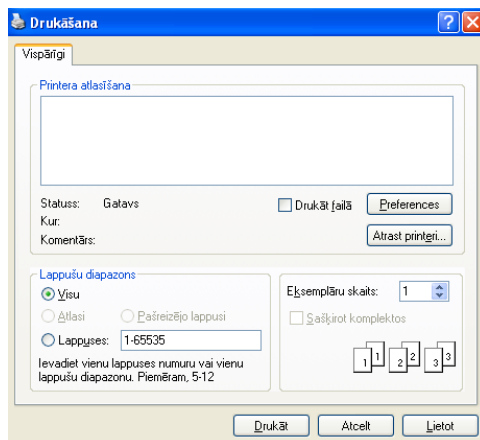 Drukāšana
Vispārīgi
Printera atlasīšana
Statuss: Gatavs
Drukāt failā
Preferences
Kur:
Komentārs:
Atrast printeri...
Lappušu diapazons
Visu
Atlasi
Pašreizējo lappusi
Lappuses: 1-65535
Ievadiet vienu lappuses numuru vai vienu
lappušu diapazonu. Piemēram, 5-12
Eksemplāru skaits: 1
Sašķirot komplektos
1 1 2 2 3 3
Drukāt Atcelt Lietot